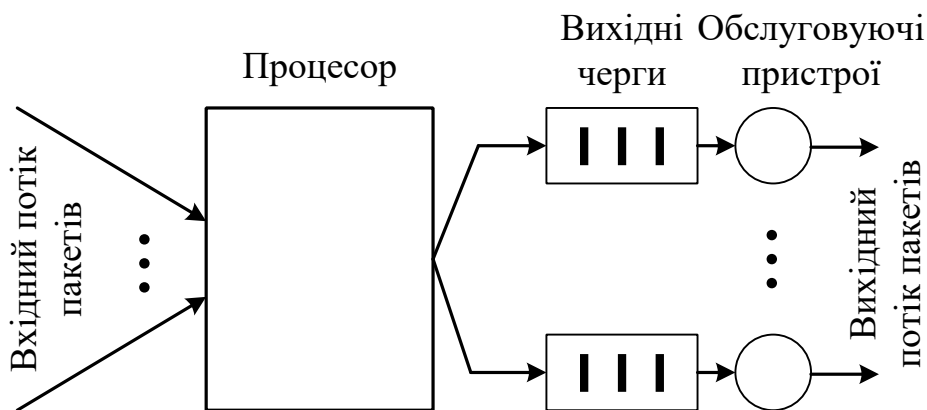 Процесор
Вихідні
черги
Обслуговуючі
пристрої
Вхідний потік
пакетів
Вихідний
потік пакетів